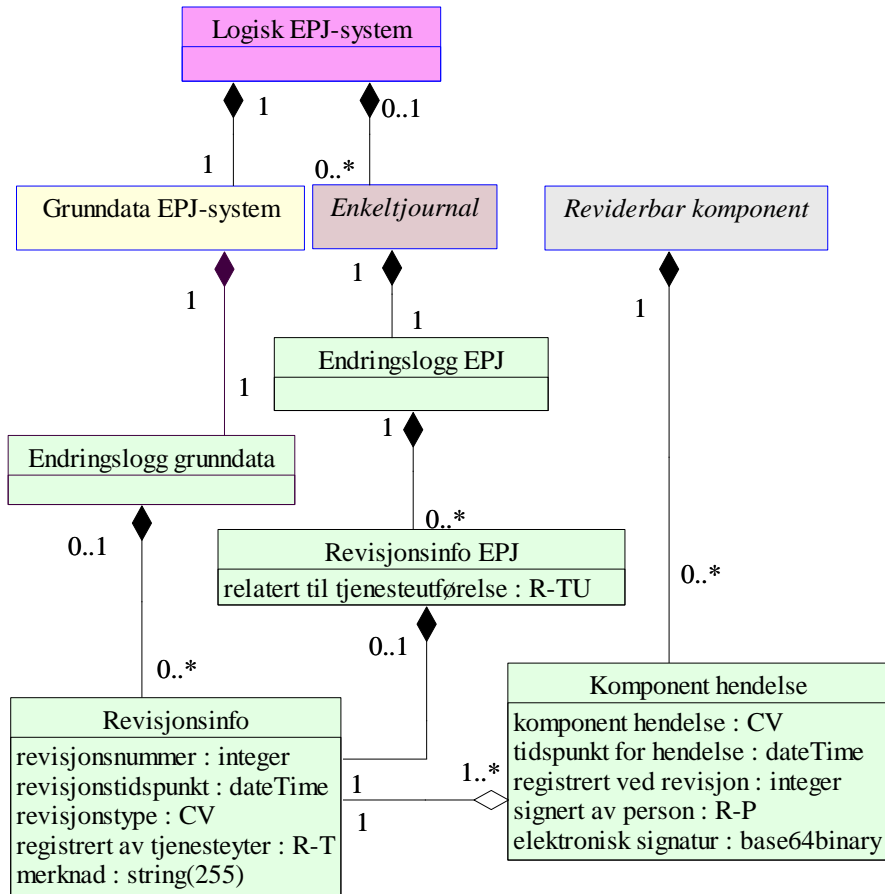 Logisk EPJ-system
1
0..1
1
0..*
Grunndata EPJ-system
Enkeltjournal
Reviderbar komponent
1
1
1
1
Endringslogg EPJ
1
1
Endringslogg grunndata
0..1
0..*
Revisjonsinfo EPJ
relatert til tjenesteutførelse : R-TU
0..*
0..1
0..*
Revisjonsinfo
revisjonsnummer : integer
revisjonstidspunkt : dateTime
revisjonstype : CV
registrert av tjenesteyter : R-T
merknad : string(255)
1
1
1..*
Komponent hendelse
komponent hendelse : CV
tidspunkt for hendelse : dateTime
registrert ved revisjon : integer
signert av person : R-P
elektronisk signatur : base64binary